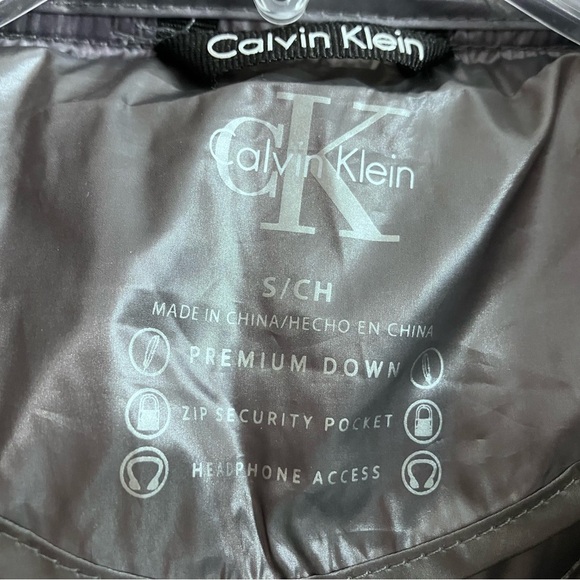 Calvin Klein
CK
Calvin Klein
S/CH
MADE IN CHINA/HECHO EN CHINA
PREMIUM DOWN
ZIP SECURITY POCKET
HEADPHONE ACCESS